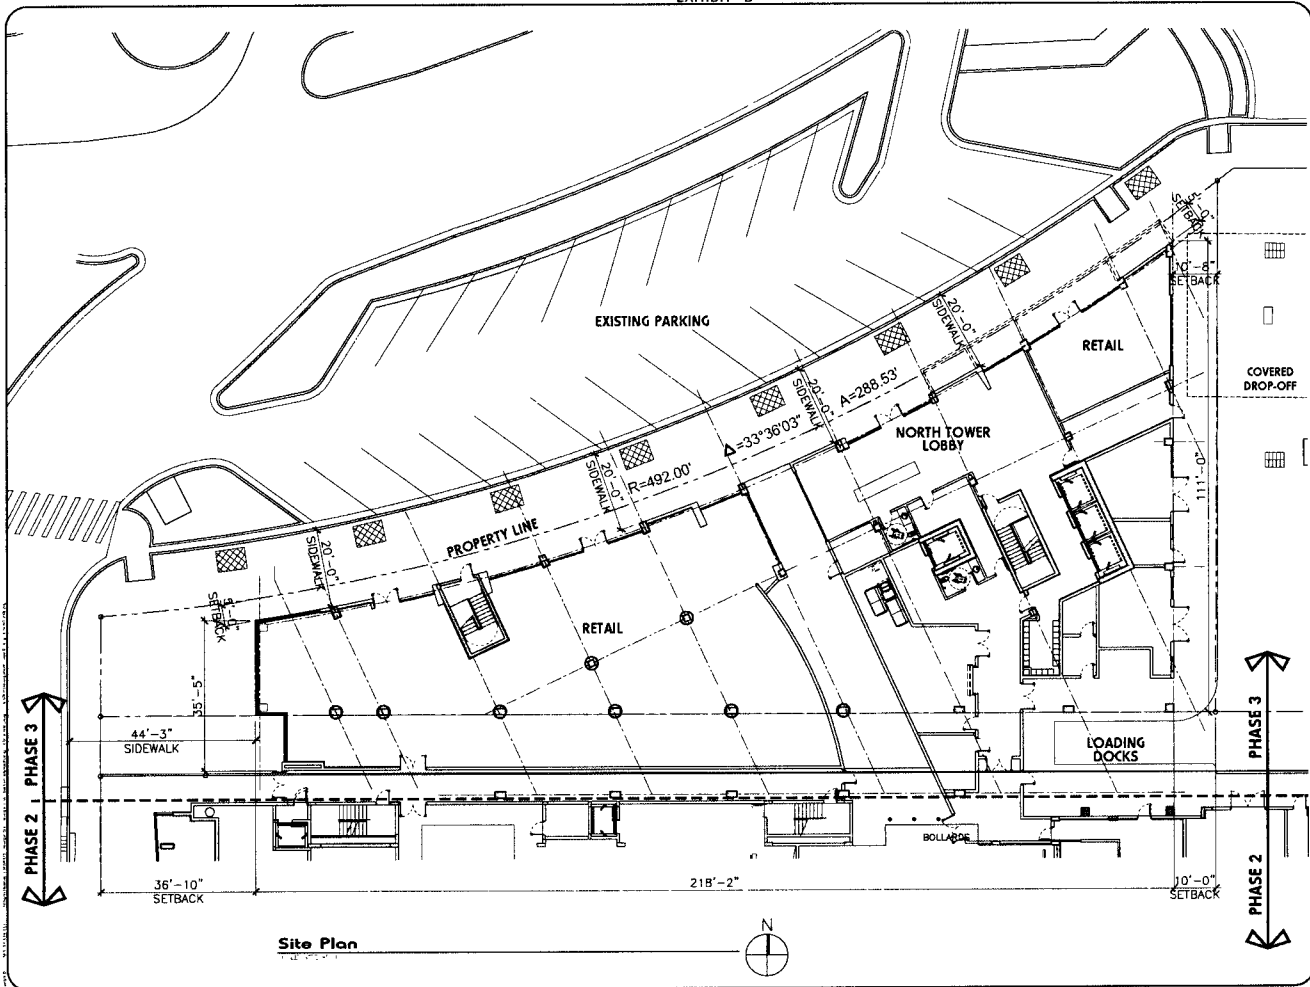 EXISTING PARKING
5'-0"
SETBACK
10'-8"
SETBACK
20'-0"
SIDEWALK
RETAIL
COVERED
DROP-OFF
20'-0"
SIDEWALK
A=288.53'
NORTH TOWER
LOBBY
Δ=33°36'03"
R=492.00'
20'-0"
SIDEWALK
111'-0"
PROPERTY LINE
20'-0"
SIDEWALK
5'-0"
SETBACK
RETAIL
35'-5"
PHASE 3
44'-3"
SIDEWALK
LOADING
DOCKS
PHASE 3
PHASE 2
BOLLARDS
PHASE 2
36'-10"
SETBACK
218'-2"
10'-0"
SETBACK
N
Site Plan